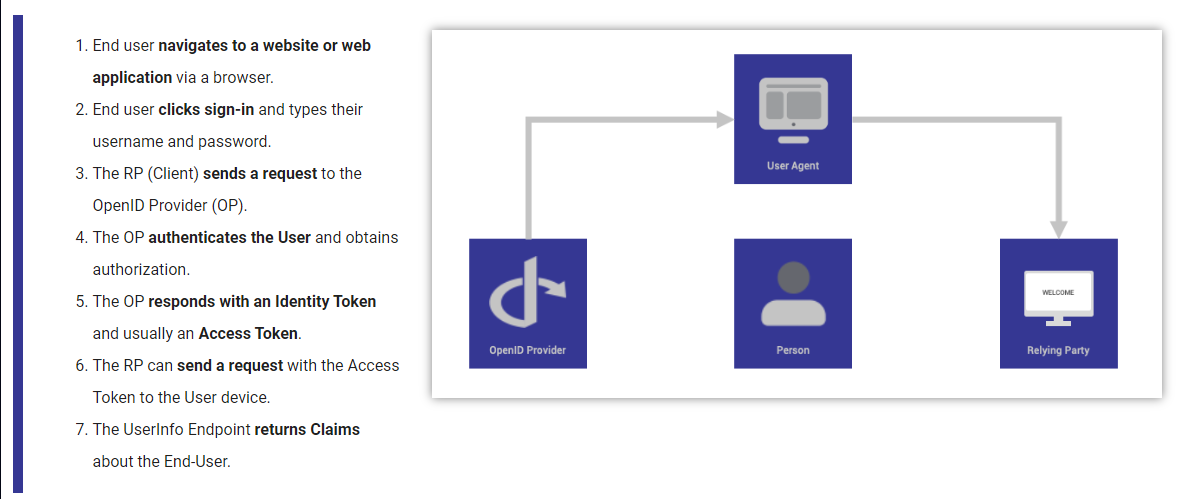 1. End user navigates to a website or web
application via a browser.
2. End user clicks sign-in and types their
username and password.
3. The RP (Client) sends a request to the
OpenID Provider (OP).
4. The OP authenticates the User and obtains
authorization.
5. The OP responds with an Identity Token
and usually an Access Token.
6. The RP can send a request with the Access
Token to the User device.
7. The UserInfo Endpoint returns Claims
about the End-User.
User Agent
OpenID Provider
Person
WELCOME
Relying Party